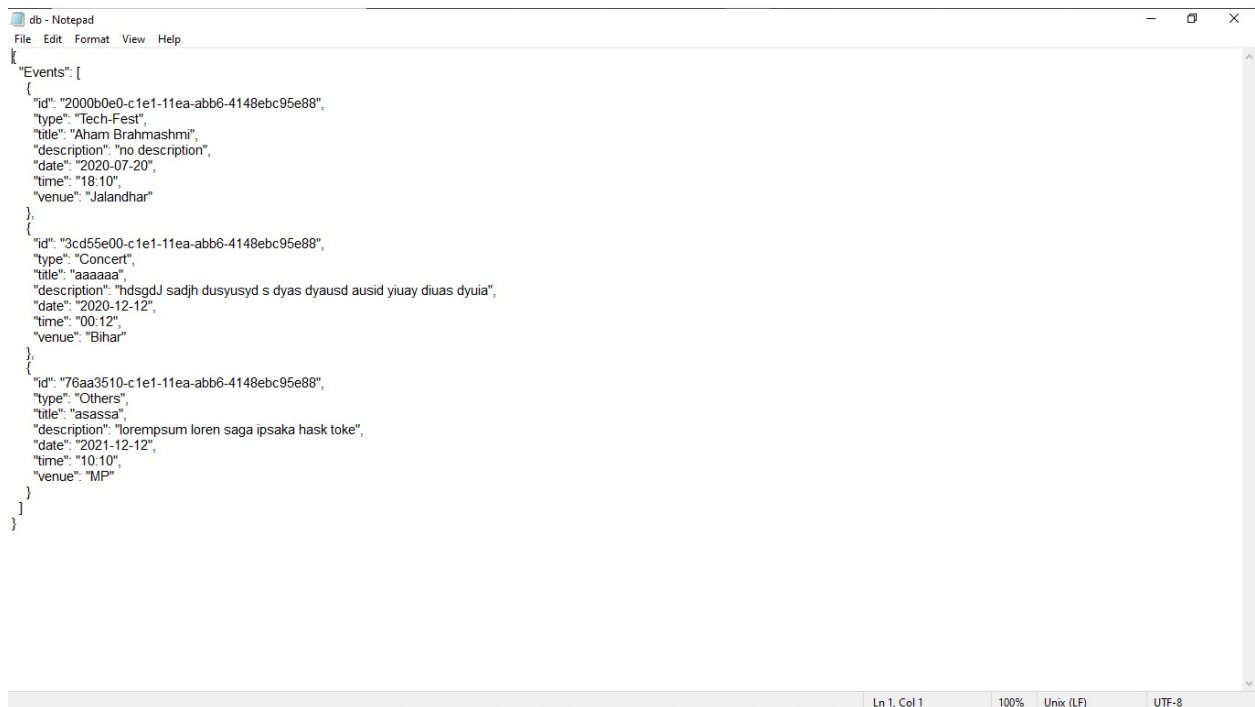 db - Notepad
File Edit Format View Help
{
"Events": [
{
"id": "2000b0e0-c1e1-11ea-abb6-4148ebc95e88",
"type": "Tech-Fest",
"title": "Aham Brahmashmi",
"description": "no description",
"date": "2020-07-20",
"time": "18:10",
"venue": "Jalandhar"
},
{
"id": "3cd55e00-c1e1-11ea-abb6-4148ebc95e88",
"type": "Concert",
"title": "aaaaaa",
"description": "hdsgdJ sadjh dusyusyd s dyas dyausd ausid yiuay diuas dyuia",
"date": "2020-12-12",
"time": "00:12",
"venue": "Bihar"
},
{
"id": "76aa3510-c1e1-11ea-abb6-4148ebc95e88",
"type": "Others",
"title": "asassa",
"description": "lorempsum loren saga ipsaka hask toke",
"date": "2021-12-12",
"time": "10:10",
"venue": "MP"
}
]
}
Ln 1, Col 1 100% Unix (LF) UTF-8